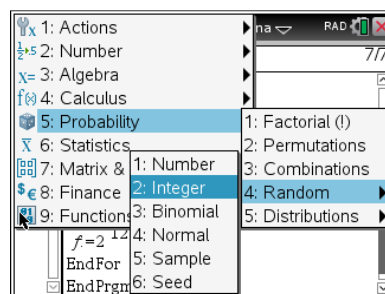 1: Actions
2: Number
3: Algebra
4: Calculus
5: Probability
6: Statistics
7: Matrix &
8: Finance
9: Functions
1: Factorial (!)
2: Permutations
3: Combinations
4: Random
5: Distributions
1: Number
2: Integer
3: Binomial
4: Normal
5: Sample
6: Seed
na
RAD
7/7
f:=2
EndFor
EndPrgm